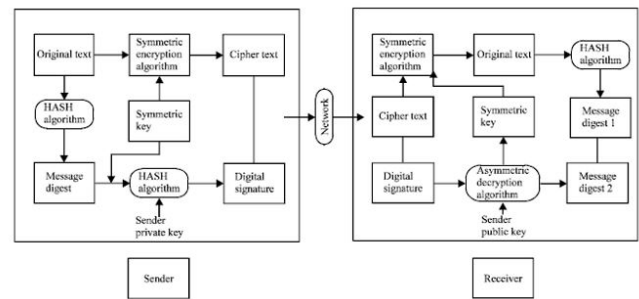 Original text
Symmetric
encryption
algorithm
Cipher text
HASH
algorithm
Symmetric
key
Message
digest
HASH
algorithm
Digital
signature
Sender
private key
Sender
Network
Symmetric
encryption
algorithm
Original text
HASH
algorithm
Cipher text
Symmetric
key
Message
digest 1
Digital
signature
Asymmetric
decryption
algorithm
Message
digest 2
Sender
public key
Receiver